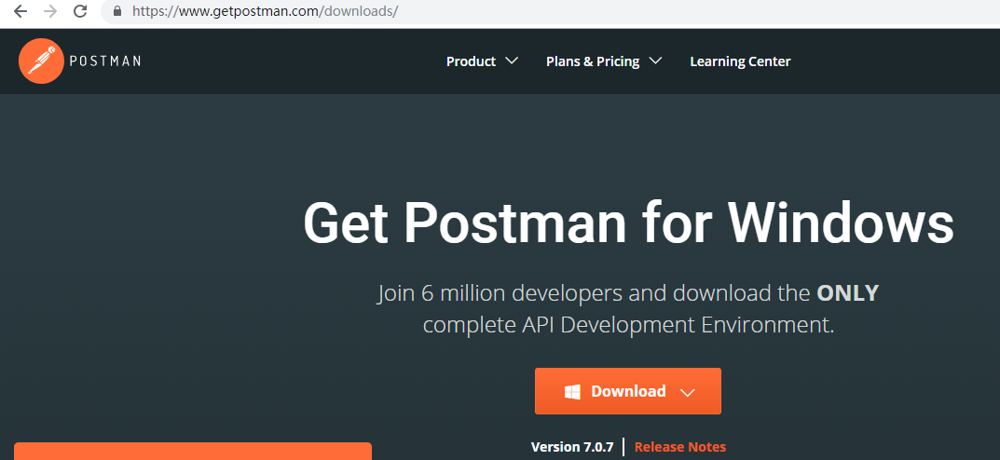 https://www.getpostman.com/downloads/
POSTMAN
Product
Plans & Pricing
Learning Center
Get Postman for Windows
Join 6 million developers and download the ONLY
complete API Development Environment.
Download
Version 7.0.7 | Release Notes